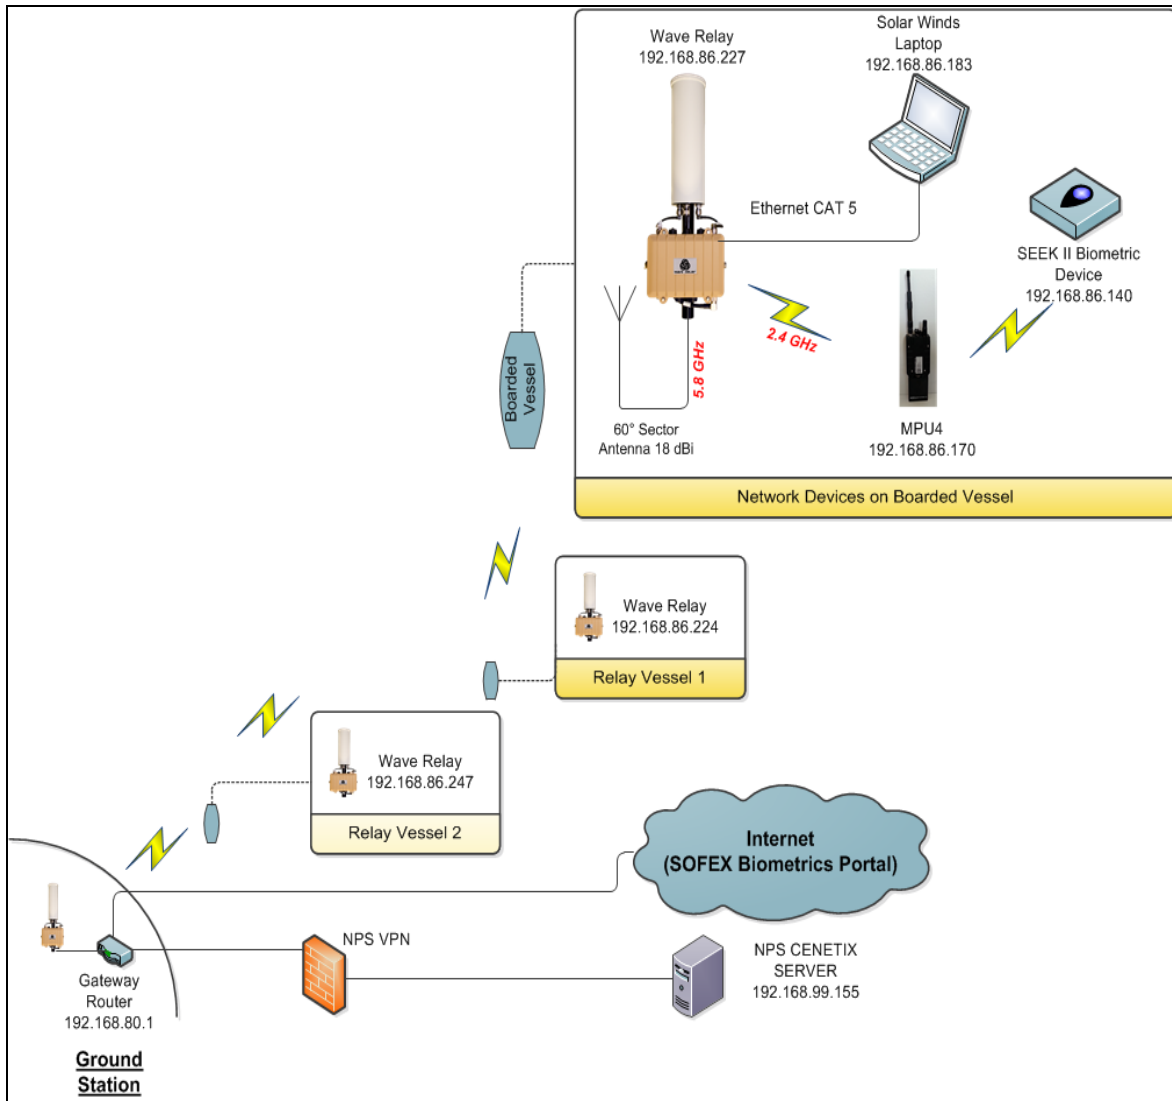 Wave Relay
192.168.86.227
Solar Winds
Laptop
192.168.86.183
Ethernet CAT 5
SEEK II Biometric
Device
192.168.86.140
2.4 GHz
5.8 GHz
Boarded
Vessel
60° Sector
Antenna 18 dBi
MPU4
192.168.86.170
Network Devices on Boarded Vessel
Wave Relay
192.168.86.224
Relay Vessel 1
Wave Relay
192.168.86.247
Relay Vessel 2
Internet
(SOFEX Biometrics Portal)
NPS VPN
NPS CENETIX
SERVER
192.168.99.155
Gateway
Router
192.168.80.1
Ground
Station